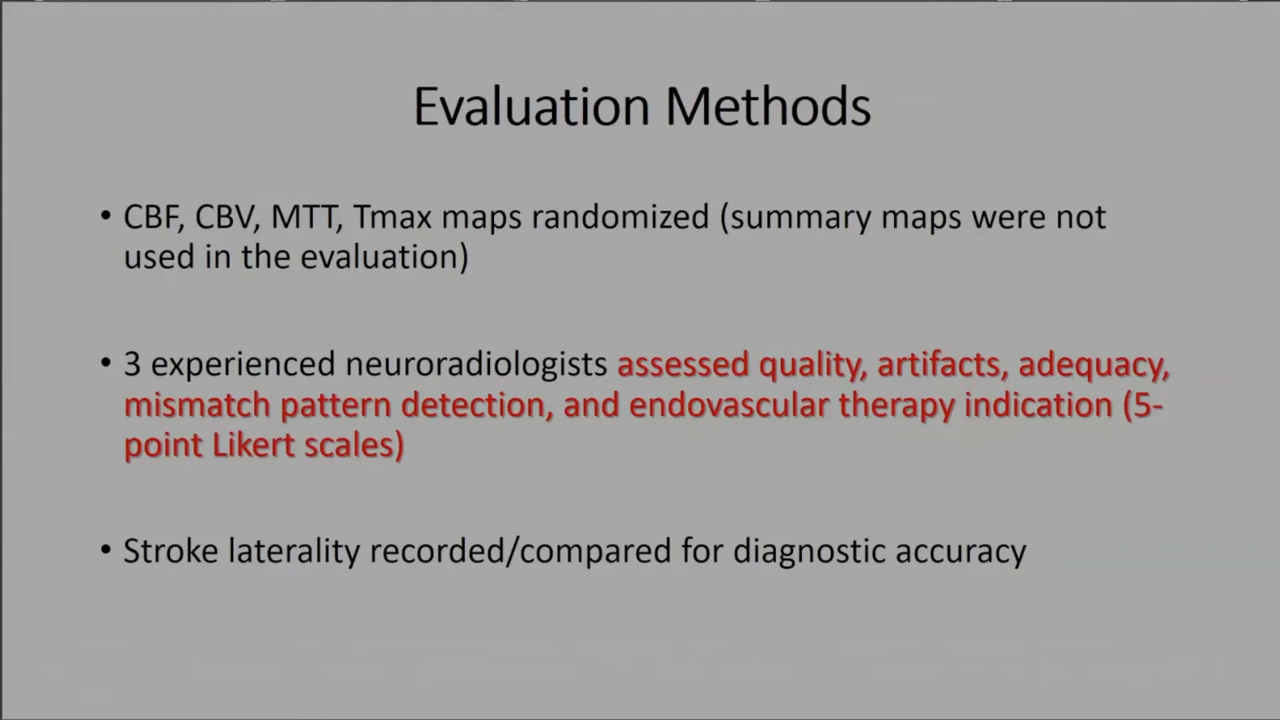 Evaluation Methods
• CBF, CBV, MTT, Tmax maps randomized (summary maps were not
used in the evaluation)
• 3 experienced neuroradiologists assessed quality, artifacts, adequacy,
mismatch pattern detection, and endovascular therapy indication (5-
point Likert scales)
• Stroke laterality recorded/compared for diagnostic accuracy